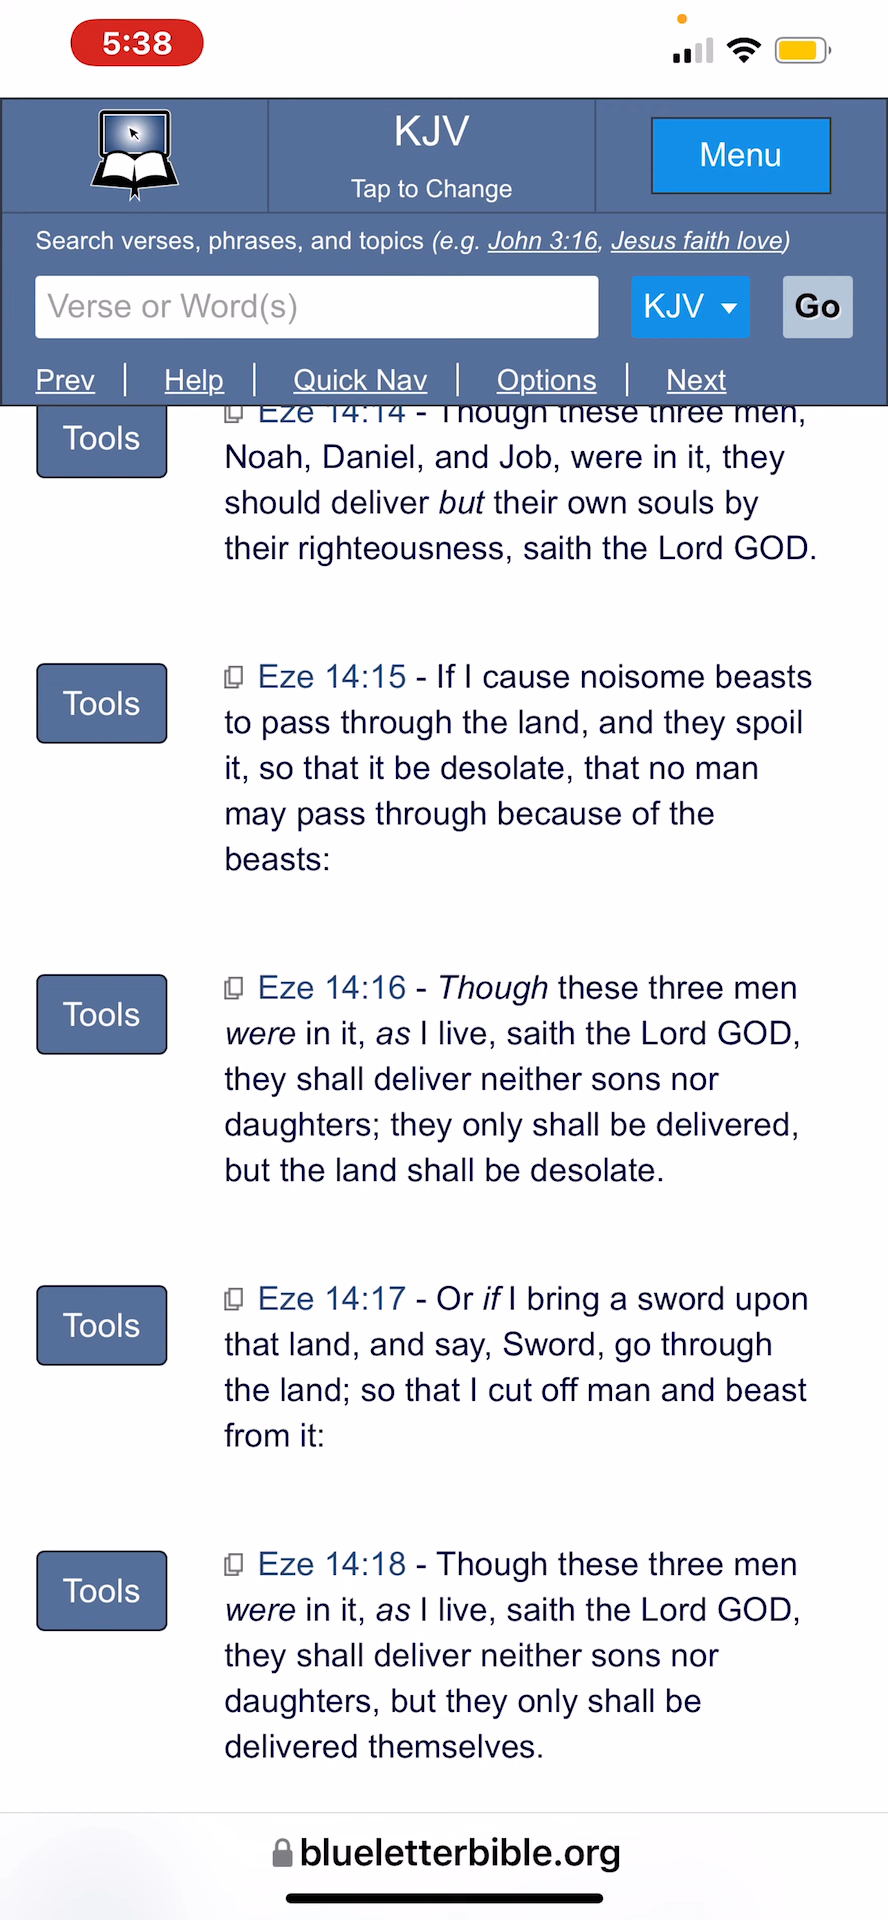 5:38
KJV
Tap to Change
Menu
Search verses, phrases, and topics (e.g. John 3:16, Jesus faith love)
Verse or Word(s)
KJV
Go
Prev | Help | Quick Nav | Options | Next
Tools
Eze 14:14 - Though these three men,
Noah, Daniel, and Job, were in it, they
should deliver but their own souls by
their righteousness, saith the Lord GOD.
Tools
Eze 14:15 - If I cause noisome beasts
to pass through the land, and they spoil
it, so that it be desolate, that no man
may pass through because of the
beasts:
Tools
Eze 14:16 - Though these three men
were in it, as I live, saith the Lord GOD,
they shall deliver neither sons nor
daughters; they only shall be delivered,
but the land shall be desolate.
Tools
Eze 14:17 - Or if I bring a sword upon
that land, and say, Sword, go through
the land; so that I cut off man and beast
from it:
Tools
Eze 14:18 - Though these three men
were in it, as I live, saith the Lord GOD,
they shall deliver neither sons nor
daughters, but they only shall be
delivered themselves.
blueletterbible.org